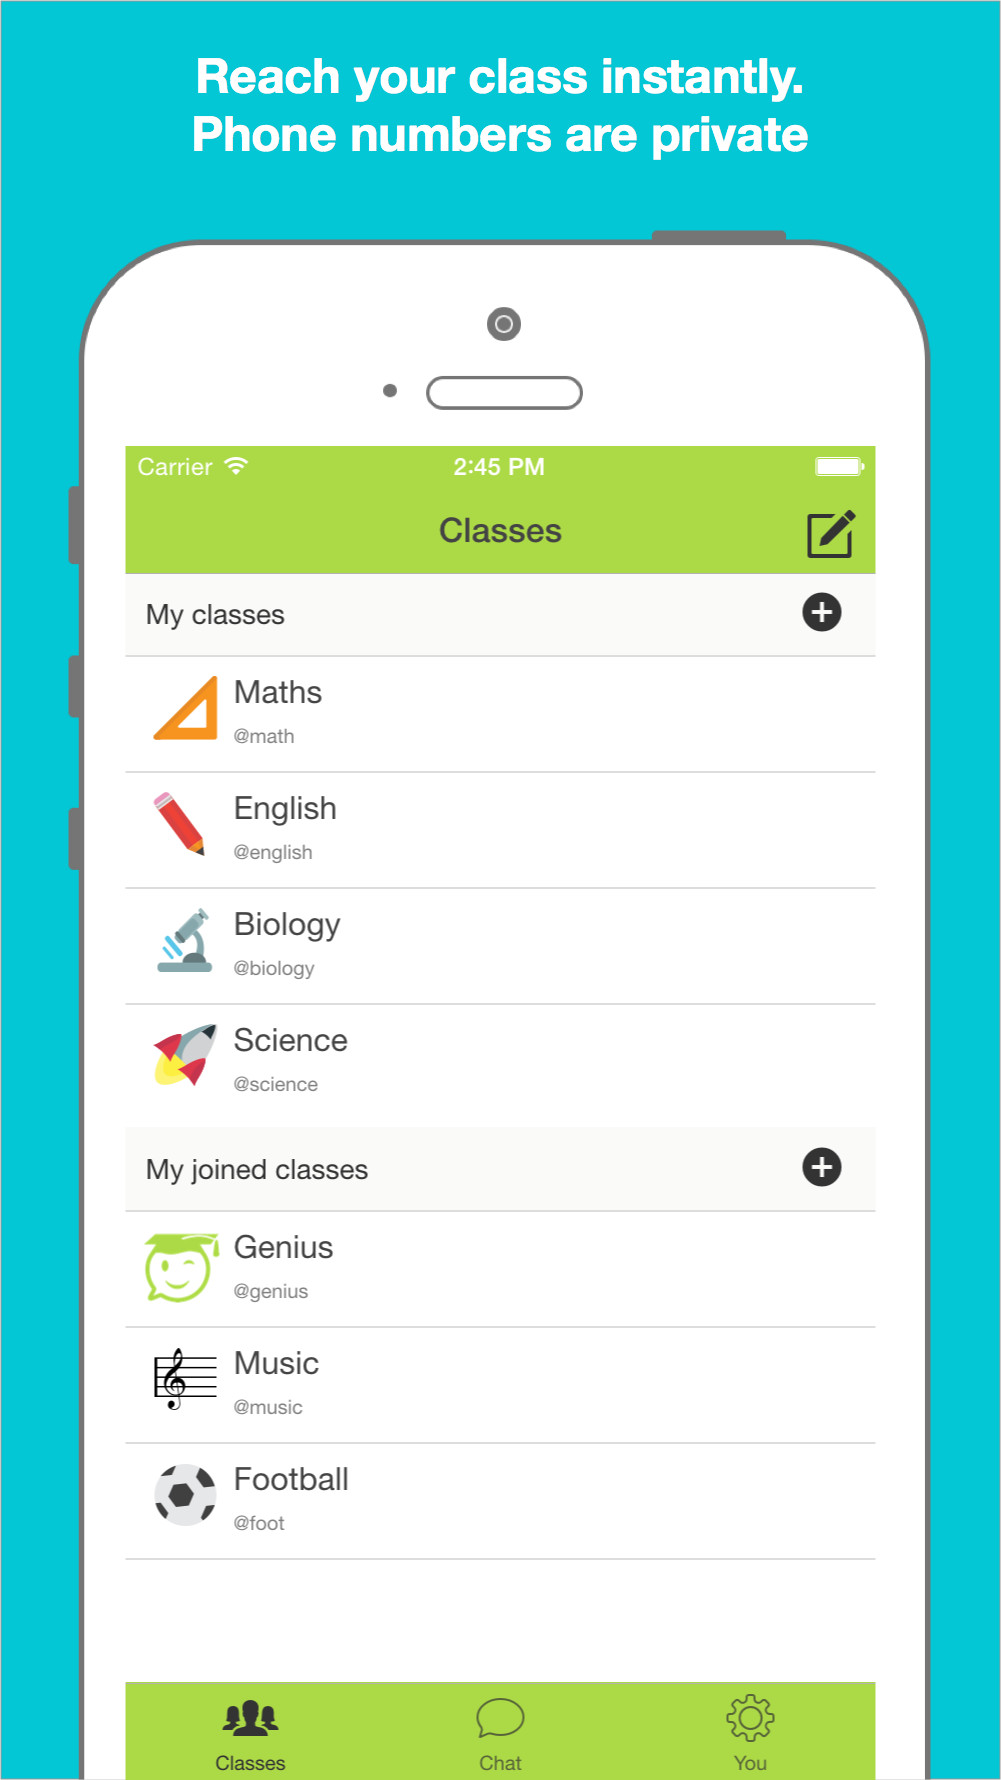 Reach your class instantly.
Phone numbers are private
Carrier 2:45 PM
Classes
My classes
Maths
@math
English
@english
Biology
@biology
Science
@science
My joined classes
Genius
@genius
Music
@music
Football
@foot
Classes Chat You